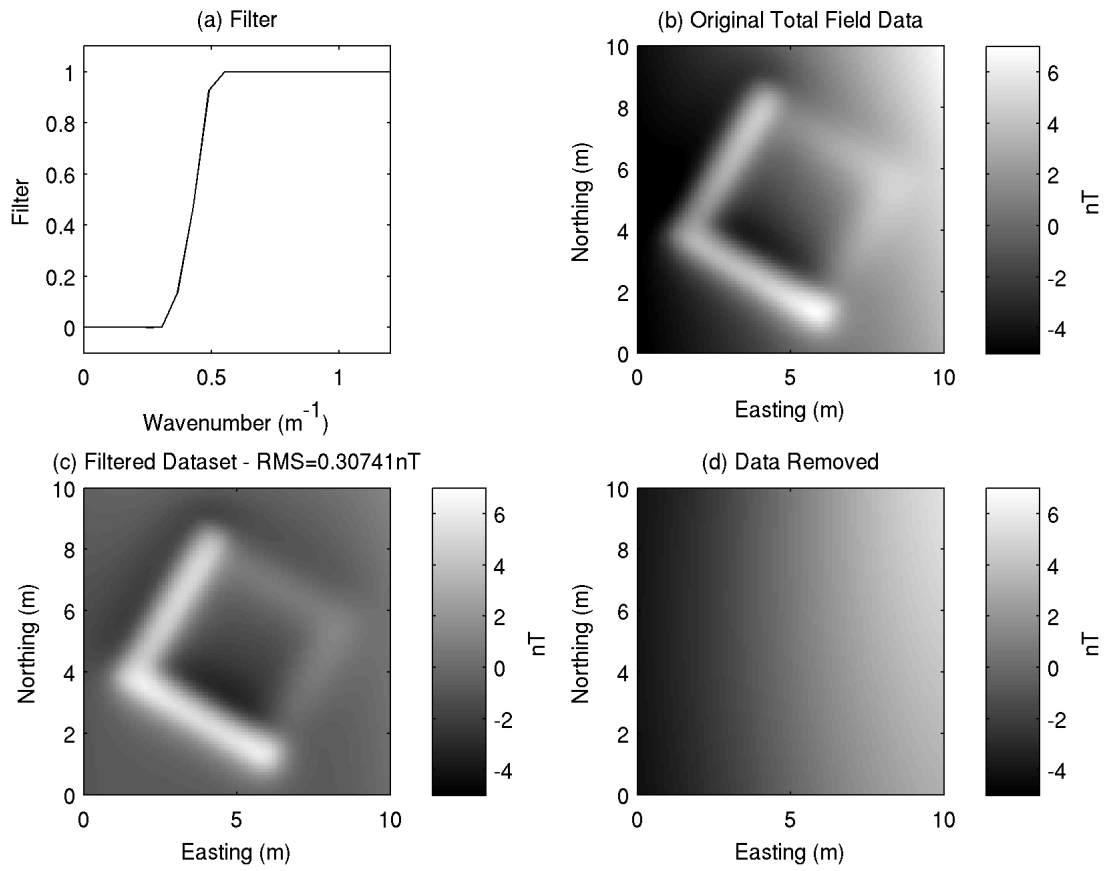 (a) Filter
1
0.8
0.6
0.4
0.2
0
Filter
0 0.5 1
Wavenumber (m-1)
(b) Original Total Field Data
10
8
6
4
2
0
Northing (m)
0 5 10
Easting (m)
6
4
2
0
-2
-4
nT
(c) Filtered Dataset - RMS=0.30741nT
10
8
6
4
2
0
Northing (m)
0 5 10
Easting (m)
6
4
2
0
-2
-4
nT
(d) Data Removed
10
8
6
4
2
0
Northing (m)
0 5 10
Easting (m)
6
4
2
0
-2
-4
nT